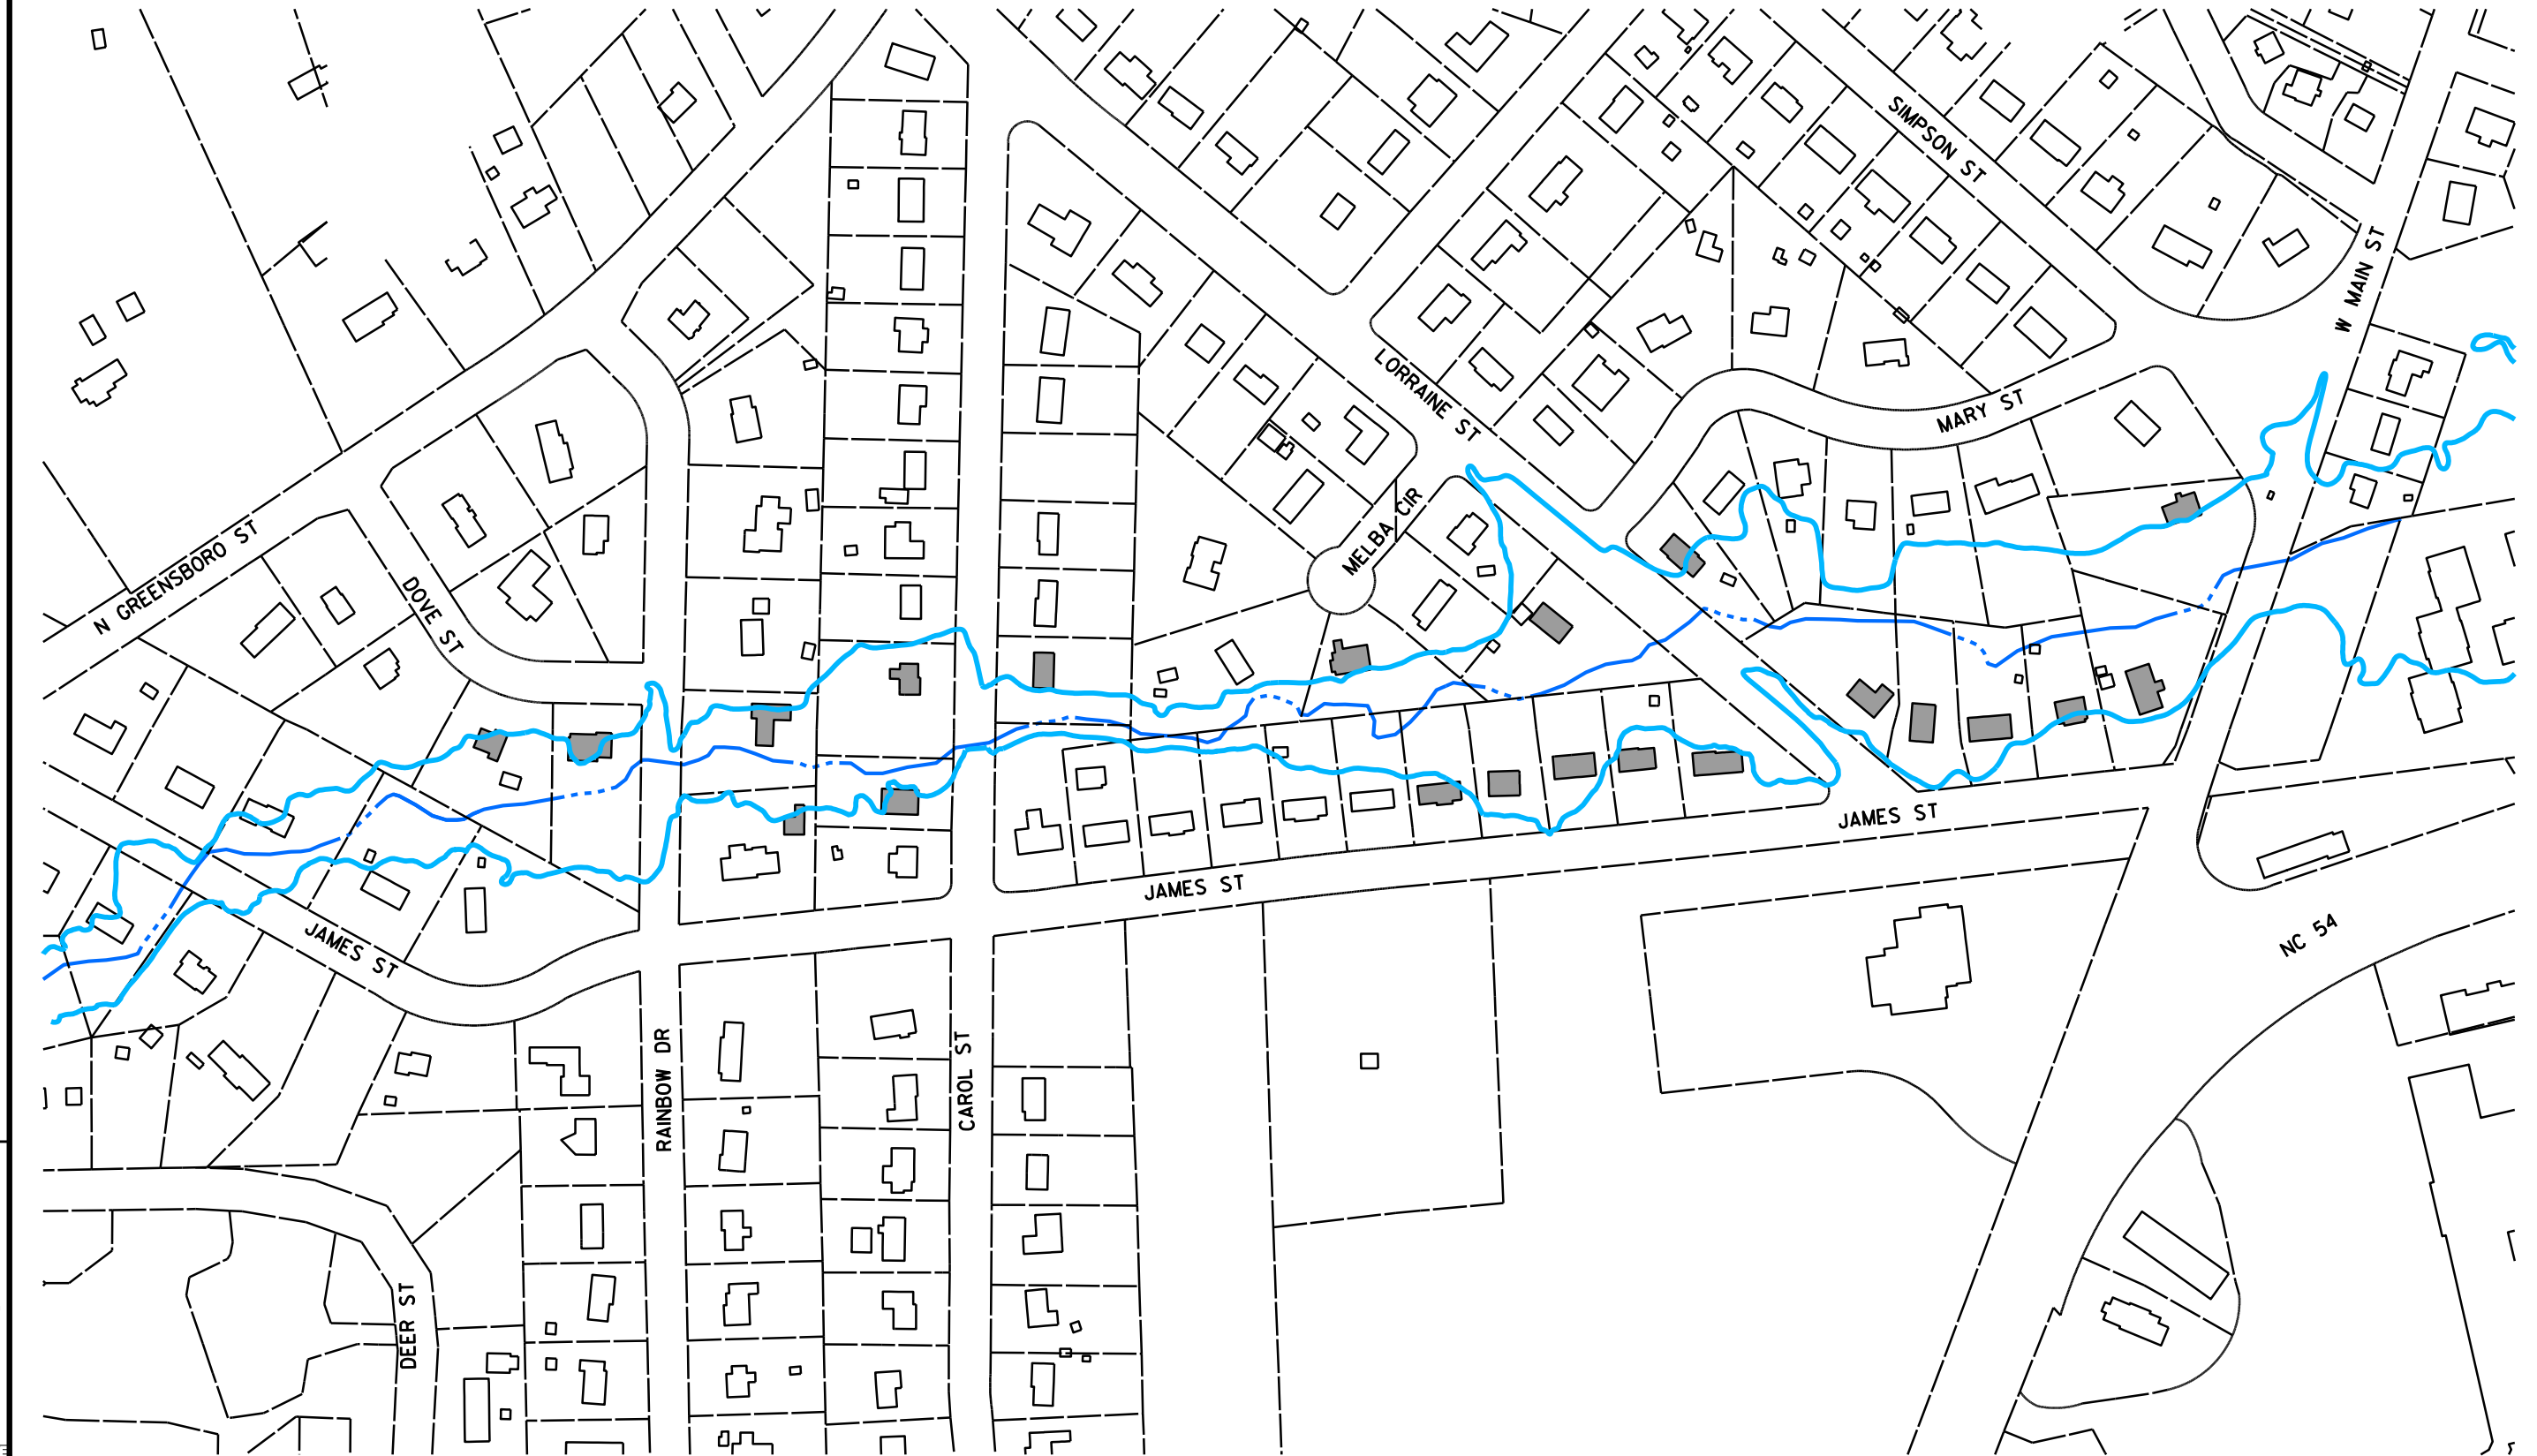 SIMPSON ST
W MAIN ST
LORRAINE ST
MARY ST
MELBA CIR
N GREENSBORO ST
DOVE ST
JAMES ST
JAMES ST
JAMES ST
NC 54
RAINBOW DR
CAROL ST
DEER ST